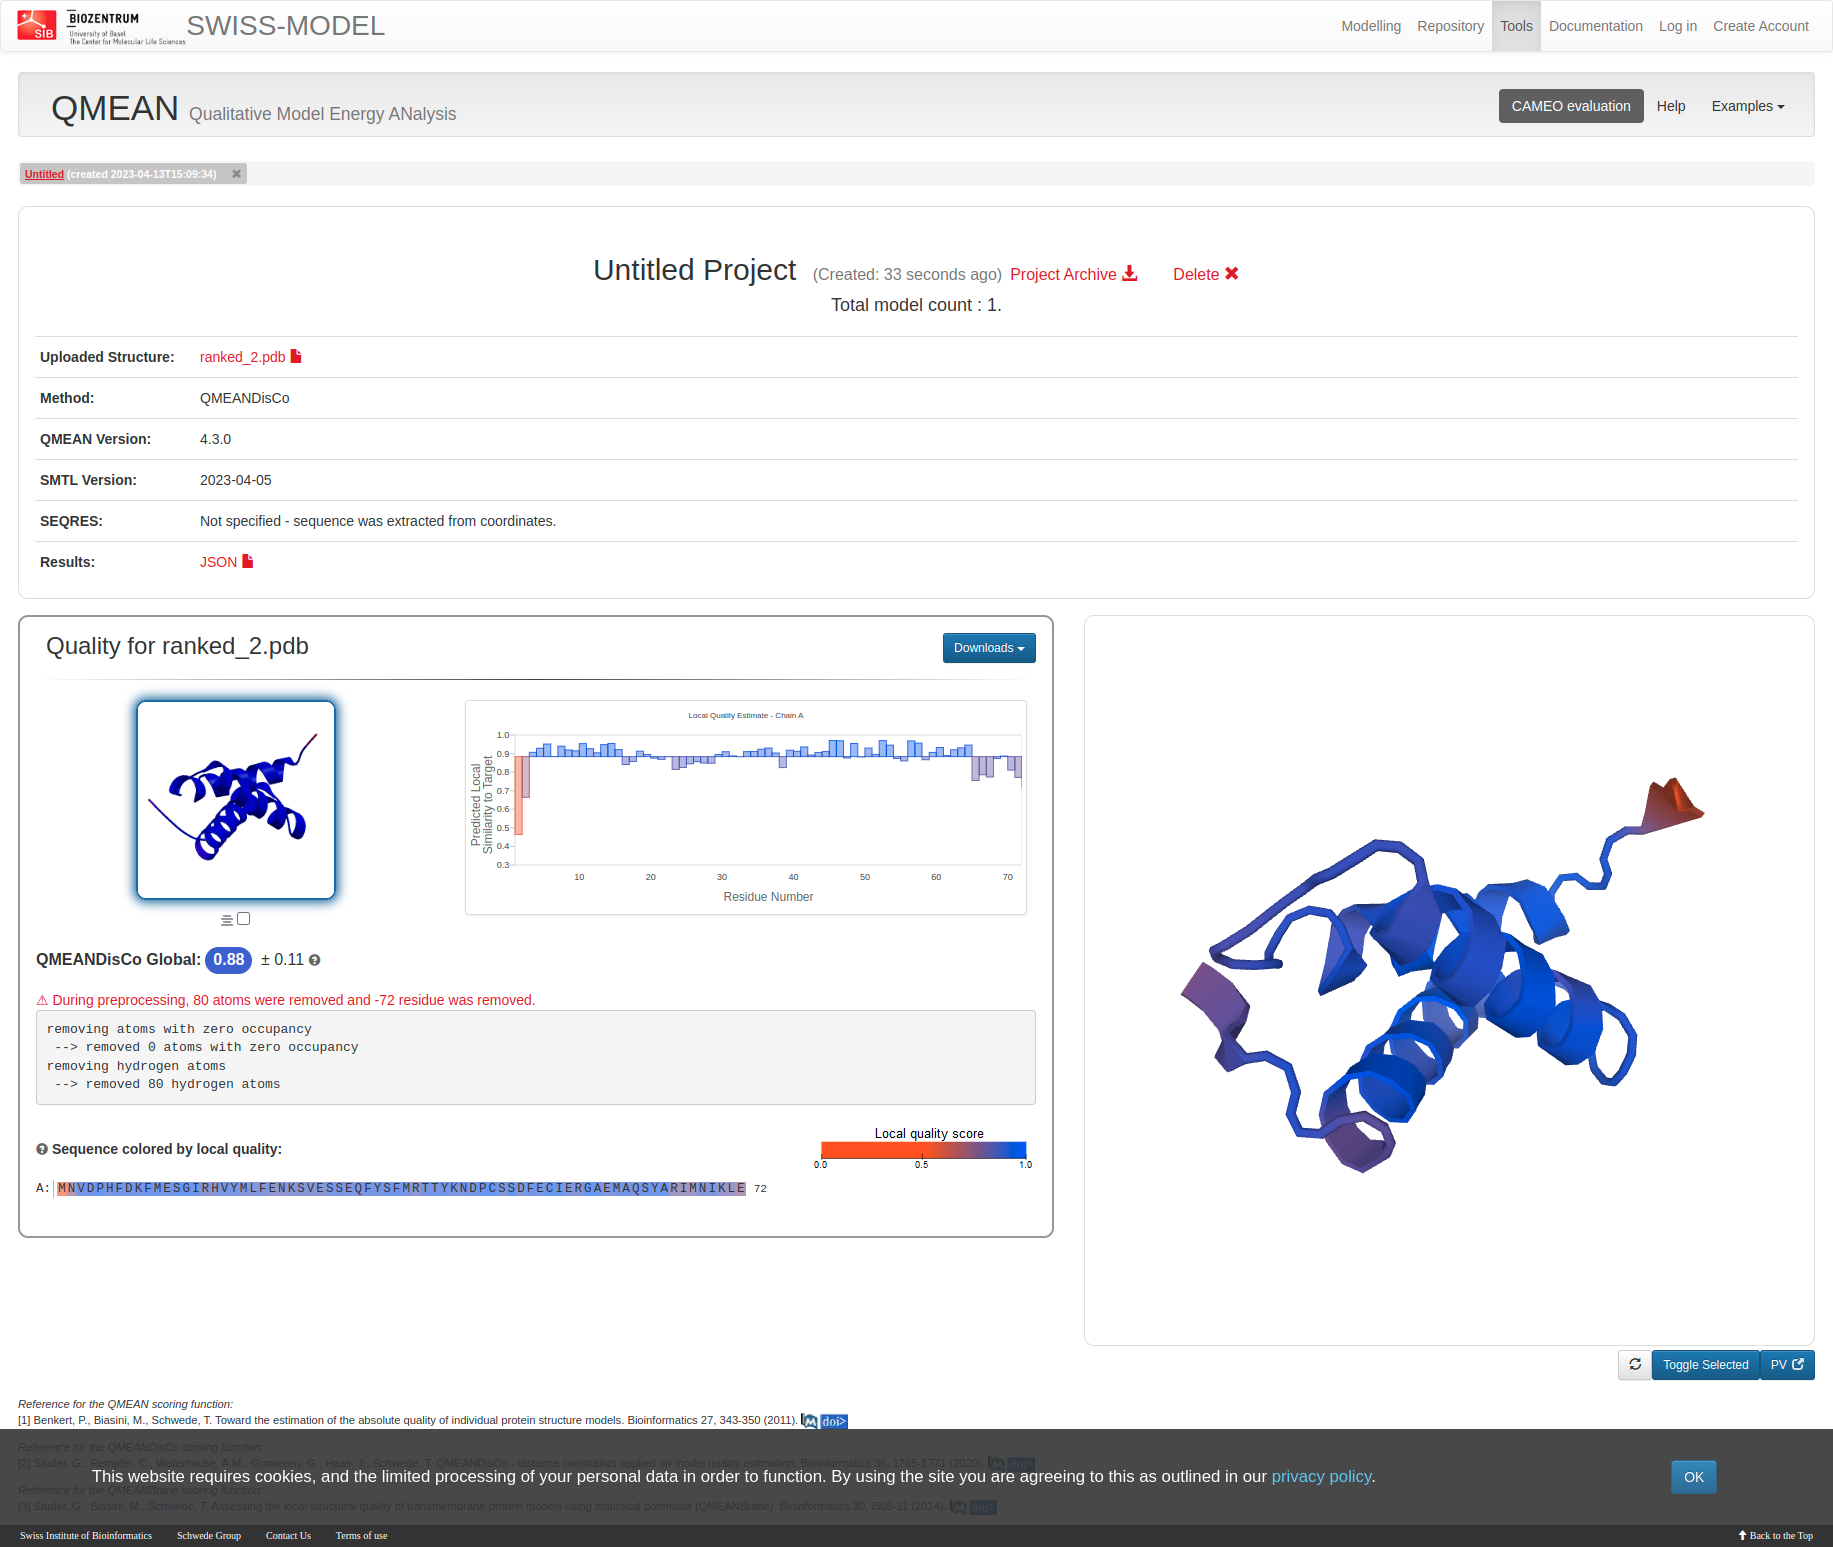 SIB
BIOZENTRUM
University of Basel
The Center for Molecular Life Sciences
SWISS-MODEL
Modelling Repository Tools Documentation Log in Create Account
QMEAN Qualitative Model Energy ANalysis
CAMEO evaluation Help Examples
Untitled (created 2023-04-13T15:09:34) ✖
Untitled Project (Created: 33 seconds ago) Project Archive Delete ✖
Total model count : 1.
Uploaded Structure: ranked_2.pdb
Method: QMEANDisCo
QMEAN Version: 4.3.0
SMTL Version: 2023-04-05
SEQRES: Not specified - sequence was extracted from coordinates.
Results: JSON
Quality for ranked_2.pdb
Downloads
Local Quality Estimate - Chain A
Predicted Local
Similarity to Target
1.0
0.9
0.8
0.7
0.6
0.5
0.4
0.3
10 20 30 40 50 60 70
Residue Number
QMEANDisCo Global: 0.88 ± 0.11
⚠ During preprocessing, 80 atoms were removed and -72 residue was removed.
removing atoms with zero occupancy
--> removed 0 atoms with zero occupancy
removing hydrogen atoms
--> removed 80 hydrogen atoms
Sequence colored by local quality:
Local quality score
0.0 0.5 1.0
A: MNVDPHFDKFMESGIRHVYMLFENKSVESSEQFYSFMRTTYKNDPCSSDFECIERGAEMAQSYARIMNIKLE 72
Toggle Selected PV
Reference for the QMEAN scoring function:
[1] Benkert, P., Biasini, M., Schwede, T. Toward the estimation of the absolute quality of individual protein structure models. Bioinformatics 27, 343-350 (2011). M doi>
Reference for the QMEANDisCo scoring function:
[2] Studer, G., Rempfer, C., Waterhouse, A.M., Gumienny, G., Haas, J., Schwede, T. QMEANDisCo - distance constraints applied on model quality estimation. Bioinformatics 36, 1765-1771 (2020). M doi>
This website requires cookies, and the limited processing of your personal data in order to function. By using the site you are agreeing to this as outlined in our privacy policy.
OK
Reference for the QMEANBrane scoring function:
[3] Studer, G., Biasini, M., Schwede, T. Assessing the local structural quality of transmembrane protein models using statistical potentials (QMEANBrane). Bioinformatics 30, i505-11 (2014). M doi>
Swiss Institute of Bioinformatics Schwede Group Contact Us Terms of use Back to the Top